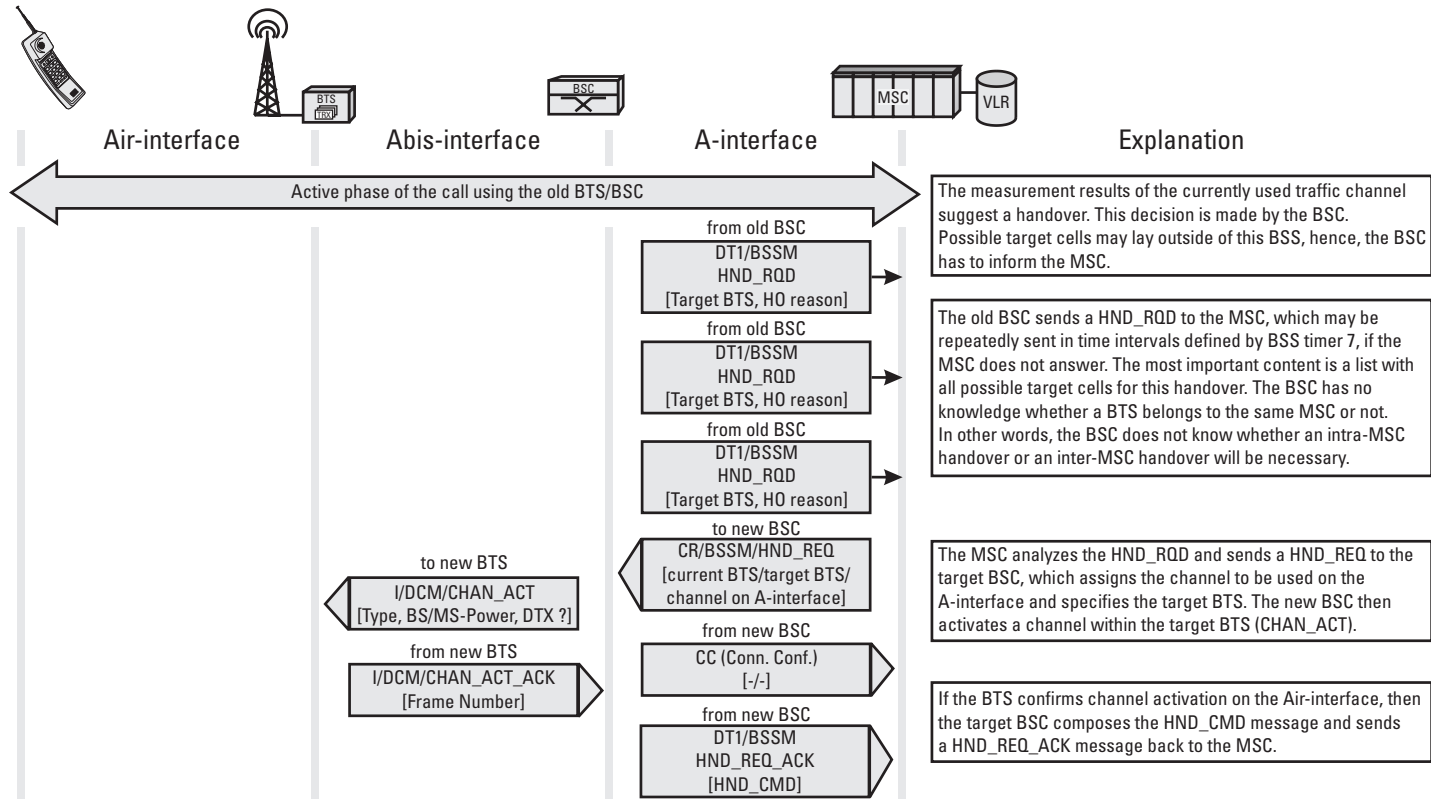 BTS
TRX
BSC
MSC
VLR
Air-interface
Abis-interface
A-interface
Explanation
Active phase of the call using the old BTS/BSC
The measurement results of the currently used traffic channel
suggest a handover. This decision is made by the BSC.
Possible target cells may lay outside of this BSS, hence, the BSC
has to inform the MSC.
from old BSC
DT1/BSSM
HND_RQD
[Target BTS, HO reason]
from old BSC
DT1/BSSM
HND_RQD
[Target BTS, HO reason]
from old BSC
DT1/BSSM
HND_RQD
[Target BTS, HO reason]
The old BSC sends a HND_RQD to the MSC, which may be
repeatedly sent in time intervals defined by BSS timer 7, if the
MSC does not answer. The most important content is a list with
all possible target cells for this handover. The BSC has no
knowledge whether a BTS belongs to the same MSC or not.
In other words, the BSC does not know whether an intra-MSC
handover or an inter-MSC handover will be necessary.
to new BSC
CR/BSSM/HND_REQ
[current BTS/target BTS/
channel on A-interface]
to new BTS
I/DCM/CHAN_ACT
[Type, BS/MS-Power, DTX ?]
The MSC analyzes the HND_RQD and sends a HND_REQ to the
target BSC, which assigns the channel to be used on the
A-interface and specifies the target BTS. The new BSC then
activates a channel within the target BTS (CHAN_ACT).
from new BSC
CC (Conn. Conf.)
[-/-]
from new BTS
I/DCM/CHAN_ACT_ACK
[Frame Number]
from new BSC
DT1/BSSM
HND_REQ_ACK
[HND_CMD]
If the BTS confirms channel activation on the Air-interface, then
the target BSC composes the HND_CMD message and sends
a HND_REQ_ACK message back to the MSC.